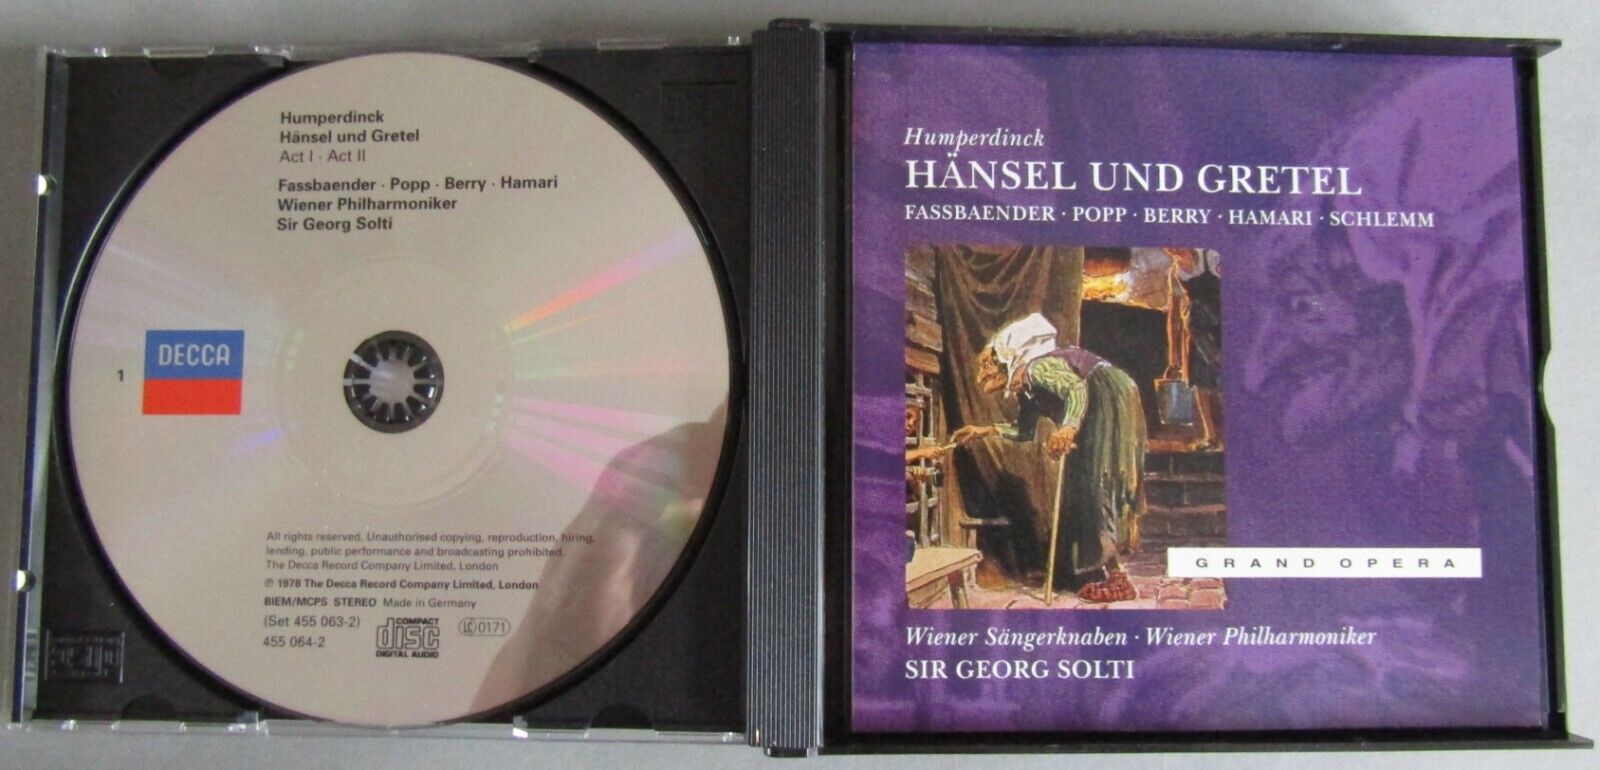 Humperdinck
Hänsel und Gretel
Act I · Act II
Fassbaender · Popp · Berry · Hamari
Wiener Philharmoniker
Sir Georg Solti
DECCA
1
All rights reserved. Unauthorised copying, reproduction, hiring,
lending, public performance and broadcasting prohibited.
The Decca Record Company Limited, London
℗ 1978 The Decca Record Company Limited, London
BIEM/MCPS STEREO Made in Germany
(Set 455 063-2)
455 064-2
COMPACT
disc
DIGITAL AUDIO
LC 0171
Humperdinck
HÄNSEL UND GRETEL
FASSBAENDER · POPP · BERRY · HAMARI · SCHLEMM
GRAND OPERA
Wiener Sängerknaben · Wiener Philharmoniker
SIR GEORG SOLTI